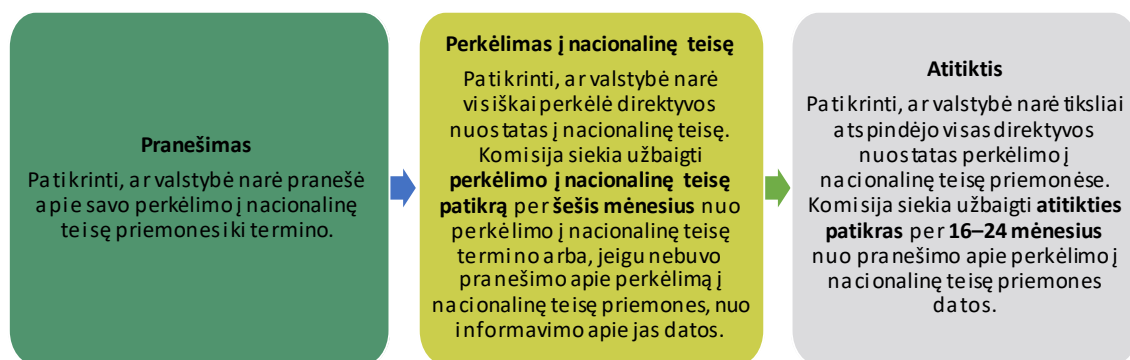 Pranešimas
Patikrinti, ar valstybė narė pranešė
apie savo perkėlimo į nacionalinę
teisę priemones iki termino.
Perkėlimas į nacionalinę teisę
Patikrinti, ar valstybė narė
visiškai perkėlė direktyvos
nuostatas į nacionalinę teisę.
Komisija siekia užbaigti
perkėlimo į nacionalinę teisę
patikrą per šešis mėnesius nuo
perkėlimo į nacionalinę teisę
termino arba, jeigu nebuvo
pranešimo apie perkėlimą į
nacionalinę teisę priemones, nuo
informavimo apie jas datos.
Atitiktis
Patikrinti, ar valstybė narė tiksliai
atspindėjo visas direktyvos
nuostatas perkėlimo į
nacionalinę teisę priemonėse.
Komisija siekia užbaigti atitikties
patikras per 16–24 mėnesius
nuo pranešimo apie perkėlimo į
nacionalinę teisę priemones
datos.